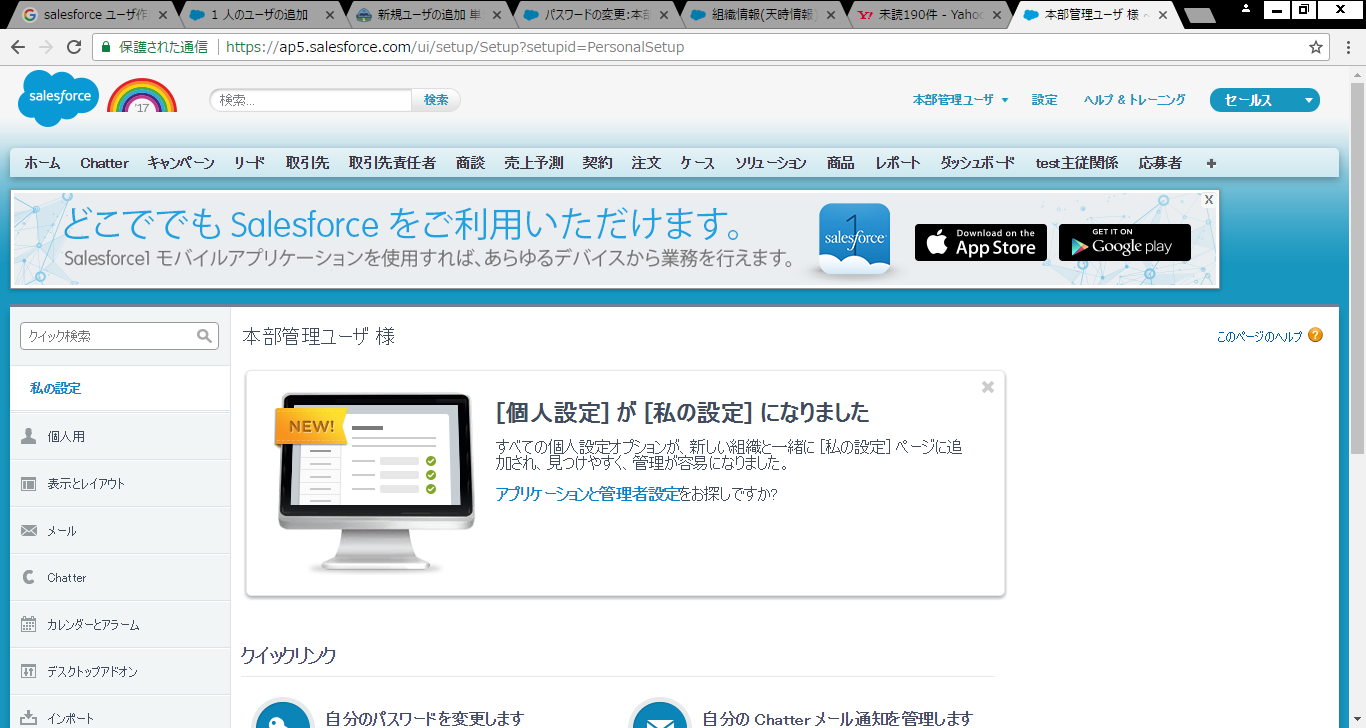 salesforce ユーザ作
1 人のユーザの追加
新規ユーザの追加 単
パスワードの変更:本部
組織情報(天時情報)
未読190件 - Yahoo
本部管理ユーザ 様
保護された通信
https://ap5.salesforce.com/ui/setup/Setup?setupid=PersonalSetup
salesforce
'17
検索...
検索
本部管理ユーザ
設定
ヘルプ & トレーニング
セールス
ホーム Chatter キャンペーン リード 取引先 取引先責任者 商談 売上予測 契約 注文 ケース ソリューション 商品 レポート ダッシュボード test主従関係 応募者 +
どこででも Salesforce をご利用いただけます。
Salesforce1 モバイルアプリケーションを使用すれば、あらゆるデバイスから業務を行えます。
1
salesforce
Download on the
App Store
GET IT ON
Google play
X
クイック検索
本部管理ユーザ 様
このページのヘルプ ?
私の設定
個人用
表示とレイアウト
メール
Chatter
カレンダーとアラーム
デスクトップアドオン
インポート
NEW!
[個人設定] が [私の設定] になりました
すべての個人設定オプションが、新しい組織と一緒に [私の設定] ページに追
加され、見つけやすく、管理が容易になりました。
アプリケーションと管理者設定をお探しですか?
クイックリンク
自分のパスワードを変更します
自分の Chatter メール通知を管理します